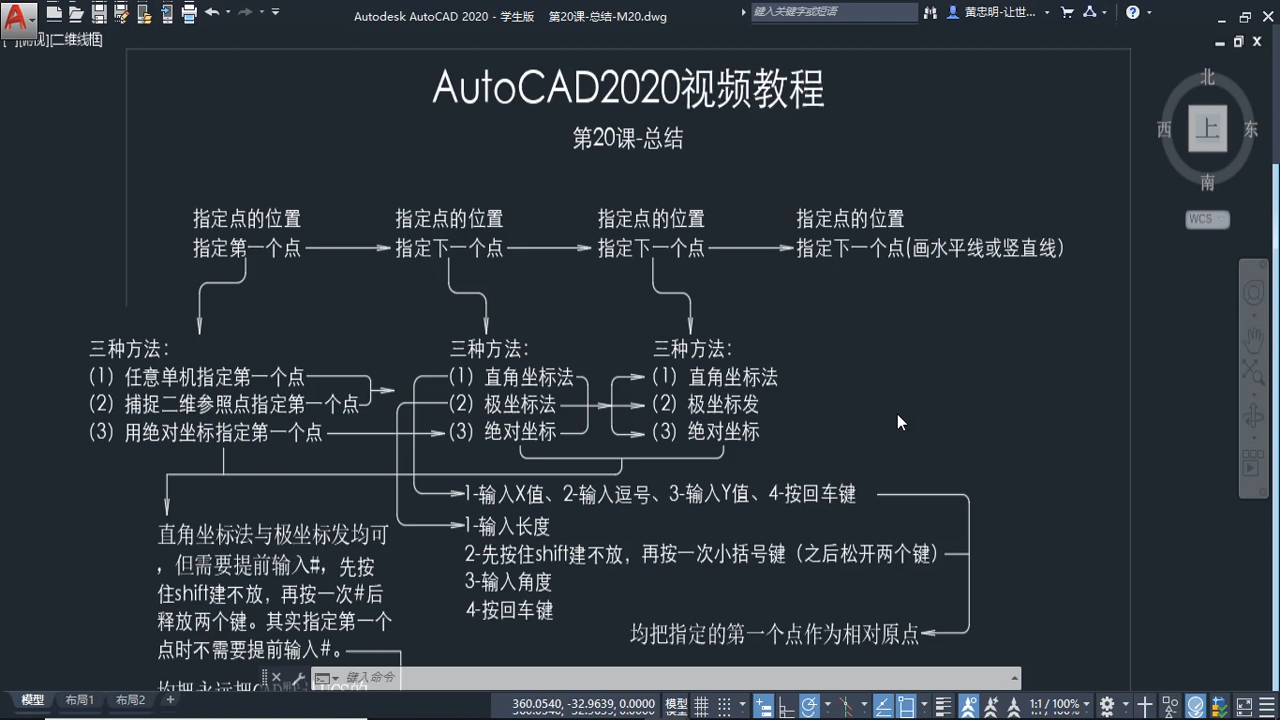 Autodesk AutoCAD 2020 - 学生版 第20课-总结-M20.dwg
键入关键字或短语
黄忠明-让世...
二维线框]
AutoCAD2020视频教程
第20课-总结
北
西 上 东
南
WCS
指定点的位置 指定点的位置 指定点的位置 指定点的位置
指定第一个点 指定下一个点 指定下一个点 指定下一个点(画水平线或竖直线)
三种方法: 三种方法: 三种方法:
(1) 任意单机指定第一个点 (1) 直角坐标法 (1) 直角坐标法
(2) 捕捉二维参照点指定第一个点 (2) 极坐标法 (2) 极坐标发
(3) 用绝对坐标指定第一个点 (3) 绝对坐标 (3) 绝对坐标
1-输入X值、2-输入逗号、3-输入Y值、4-按回车键
1-输入长度
2-先按住shift建不放，再按一次小括号键（之后松开两个键）
3-输入角度
4-按回车键
均把指定的第一个点作为相对原点
直角坐标法与极坐标发均可
，但需要提前输入#，先按
住shift建不放，再按一次#后
释放两个键。其实指定第一个
点时不需要提前输入#。
键入命令
模型 布局1 布局2 +
360.0540, -32.9639, 0.0000 模型 1:1 / 100%